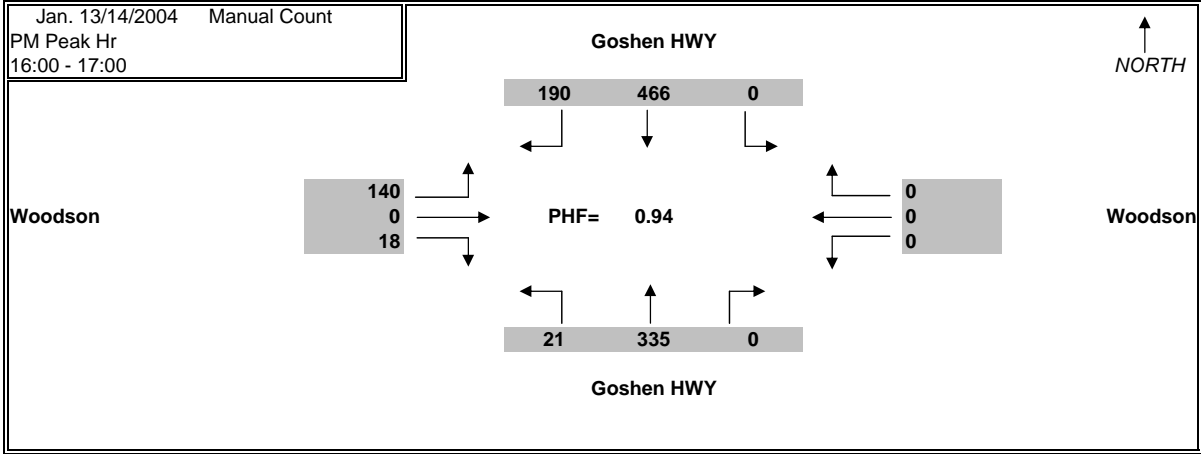 Jan. 13/14/2004 Manual Count
PM Peak Hr
16:00 - 17:00
Goshen HWY
NORTH
190 466 0
140 0
Woodson 0 PHF= 0.94 0 Woodson
18 0
21 335 0
Goshen HWY